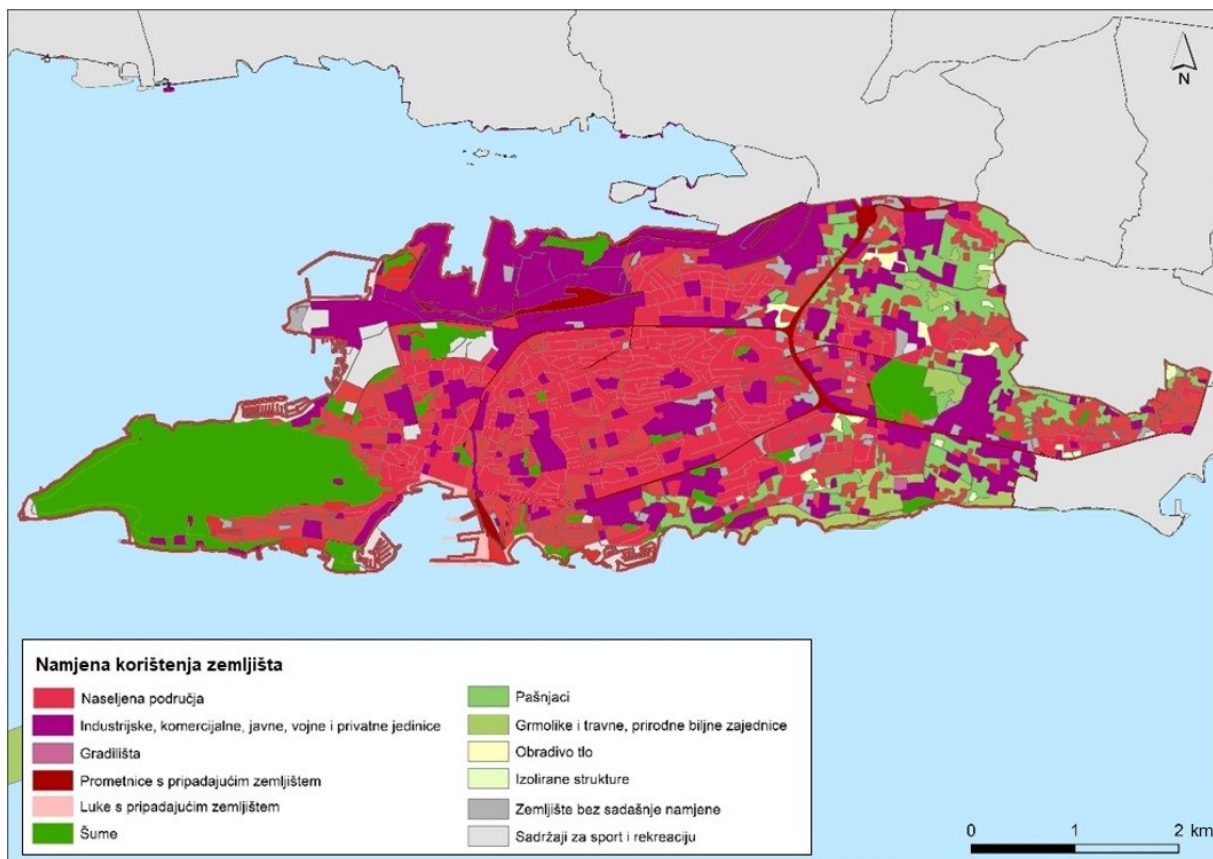 N
Namjena korištenja zemljišta
Naseljena područja
Industrijske, komercijalne, javne, vojne i privatne jedinice
Gradilišta
Prometnice s pripadajućim zemljištem
Luke s pripadajućim zemljištem
Šume
Pašnjaci
Grmolike i travne, prirodne biljne zajednice
Obradivo tlo
Izolirane strukture
Zemljište bez sadašnje namjene
Sadržaji za sport i rekreaciju
0 1 2 km